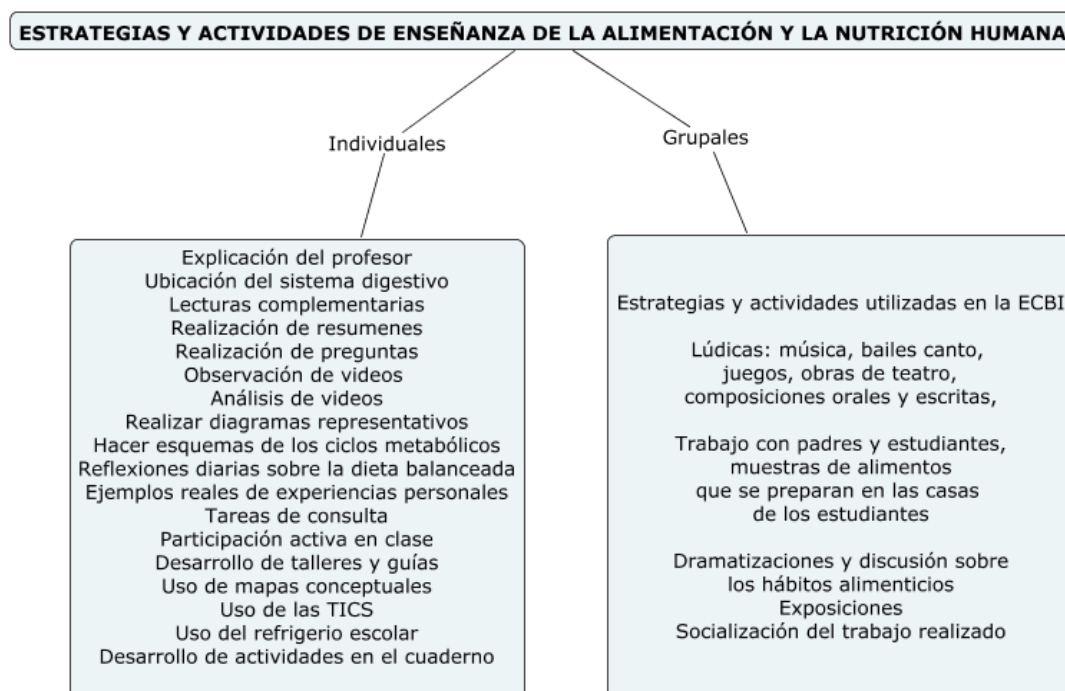 ESTRATEGIAS Y ACTIVIDADES DE ENSEÑANZA DE LA ALIMENTACIÓN Y LA NUTRICIÓN HUMANA
Individuales
Grupales
Explicación del profesor
Ubicación del sistema digestivo
Lecturas complementarias
Realización de resumenes
Realización de preguntas
Observación de videos
Análisis de videos
Realizar diagramas representativos
Hacer esquemas de los ciclos metabólicos
Reflexiones diarias sobre la dieta balanceada
Ejemplos reales de experiencias personales
Tareas de consulta
Participación activa en clase
Desarrollo de talleres y guías
Uso de mapas conceptuales
Uso de las TICS
Uso del refrigerio escolar
Desarrollo de actividades en el cuaderno
Estrategias y actividades utilizadas en la ECBI
Lúdicas: música, bailes canto,
juegos, obras de teatro,
composiciones orales y escritas,
Trabajo con padres y estudiantes,
muestras de alimentos
que se preparan en las casas
de los estudiantes
Dramatizaciones y discusión sobre
los hábitos alimenticios
Exposiciones
Socialización del trabajo realizado